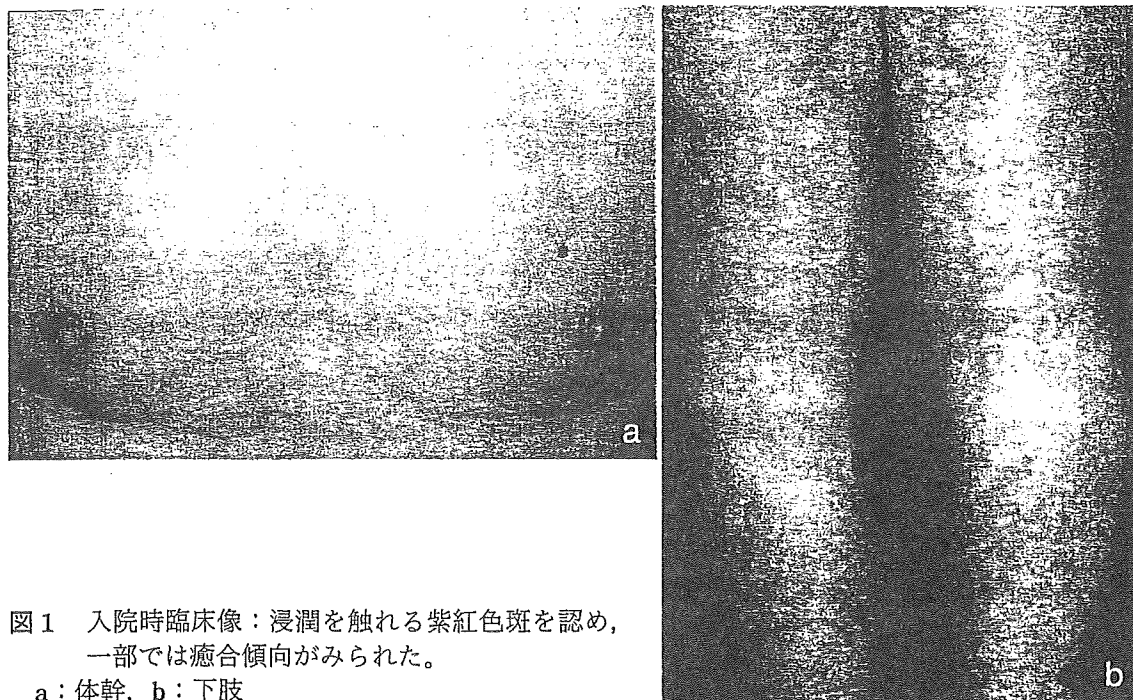 a
b
図1 入院時臨床像：浸潤を触れる紫紅色斑を認め，
一部では癒合傾向がみられた。
a：体幹，b：下肢